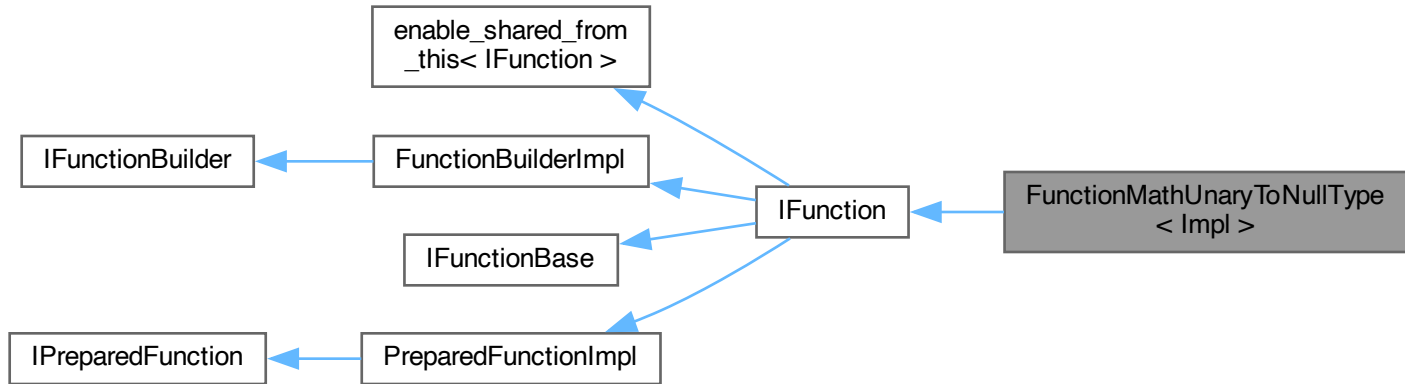 enable_shared_from
_this< IFunction >
IFunctionBuilder
FunctionBuilderImpl
IFunction
FunctionMathUnaryToNullType
< Impl >
IFunctionBase
IPreparedFunction
PreparedFunctionImpl